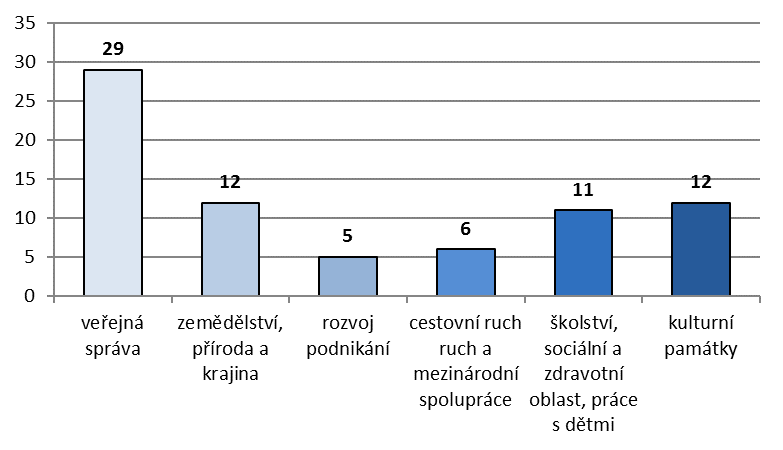 35
30
25
20
15
10
5
0
29
12
5
6
11
12
veřejná
správa
zemědělství,
příroda a
krajina
rozvoj
podnikání
cestovní ruch
ruch a
mezinárodní
spolupráce
školství,
sociální a
zdravotní
oblast, práce
s dětmi
kulturní
památky